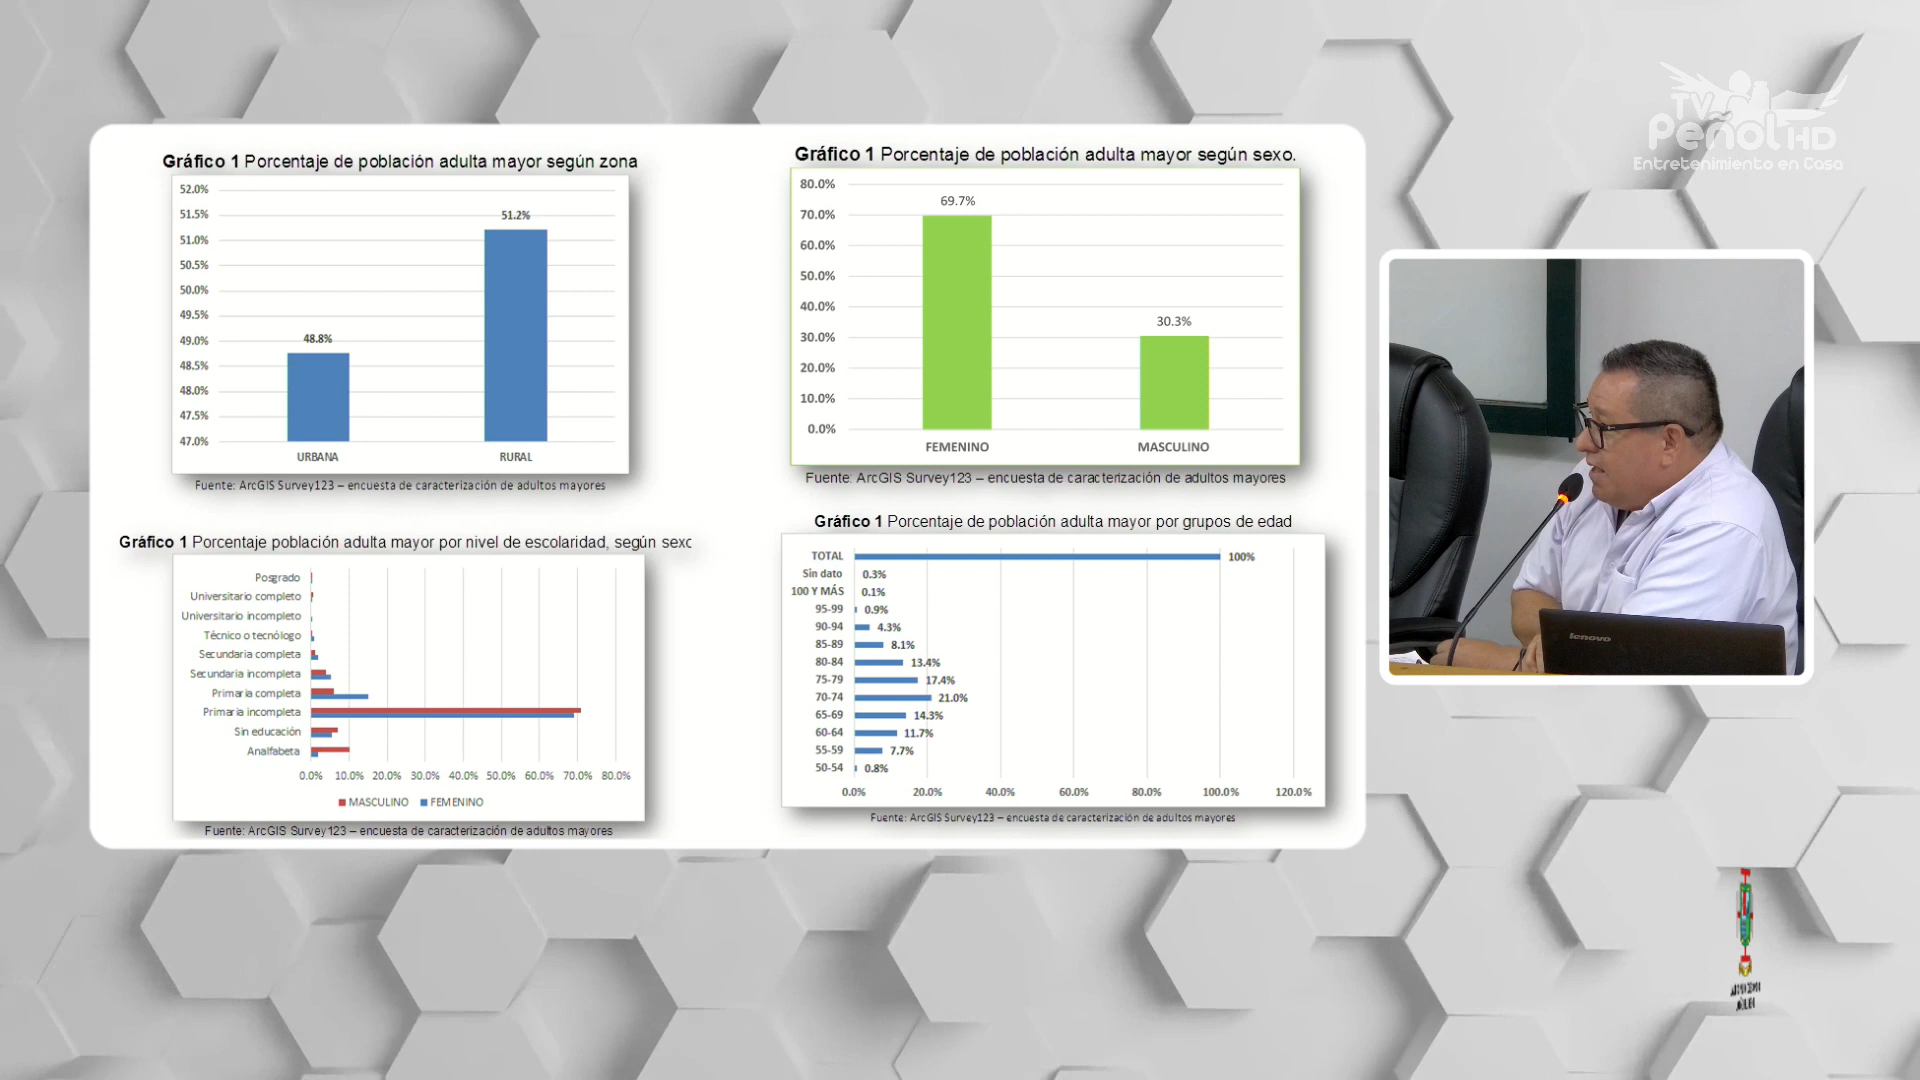 TV
Peñol HD
Entretenimiento en Casa
Gráfico 1 Porcentaje de población adulta mayor según zona
52.0%
51.5%
51.0%
50.5%
50.0%
49.5%
49.0%
48.5%
48.0%
47.5%
47.0%
48.8%
51.2%
URBANA
RURAL
Fuente: ArcGIS Survey123 – encuesta de caracterización de adultos mayores
Gráfico 1 Porcentaje de población adulta mayor según sexo.
80.0%
70.0%
60.0%
50.0%
40.0%
30.0%
20.0%
10.0%
0.0%
69.7%
30.3%
FEMENINO
MASCULINO
Fuente: ArcGIS Survey123 – encuesta de caracterización de adultos mayores
Gráfico 1 Porcentaje población adulta mayor por nivel de escolaridad, según sexo
Posgrado
Universitario completo
Universitario incompleto
Técnico o tecnólogo
Secundaria completa
Secundaria incompleta
Primaria completa
Primaria incompleta
Sin educación
Analfabeta
0.0% 10.0% 20.0% 30.0% 40.0% 50.0% 60.0% 70.0% 80.0%
MASCULINO FEMENINO
Fuente: ArcGIS Survey123 – encuesta de caracterización de adultos mayores
Gráfico 1 Porcentaje de población adulta mayor por grupos de edad
TOTAL 100%
Sin dato 0.3%
100 Y MÁS 0.1%
95-99 0.9%
90-94 4.3%
85-89 8.1%
80-84 13.4%
75-79 17.4%
70-74 21.0%
65-69 14.3%
60-64 11.7%
55-59 7.7%
50-54 0.8%
0.0% 20.0% 40.0% 60.0% 80.0% 100.0% 120.0%
Fuente: ArcGIS Survey123 – encuesta de caracterización de adultos mayores
lenovo